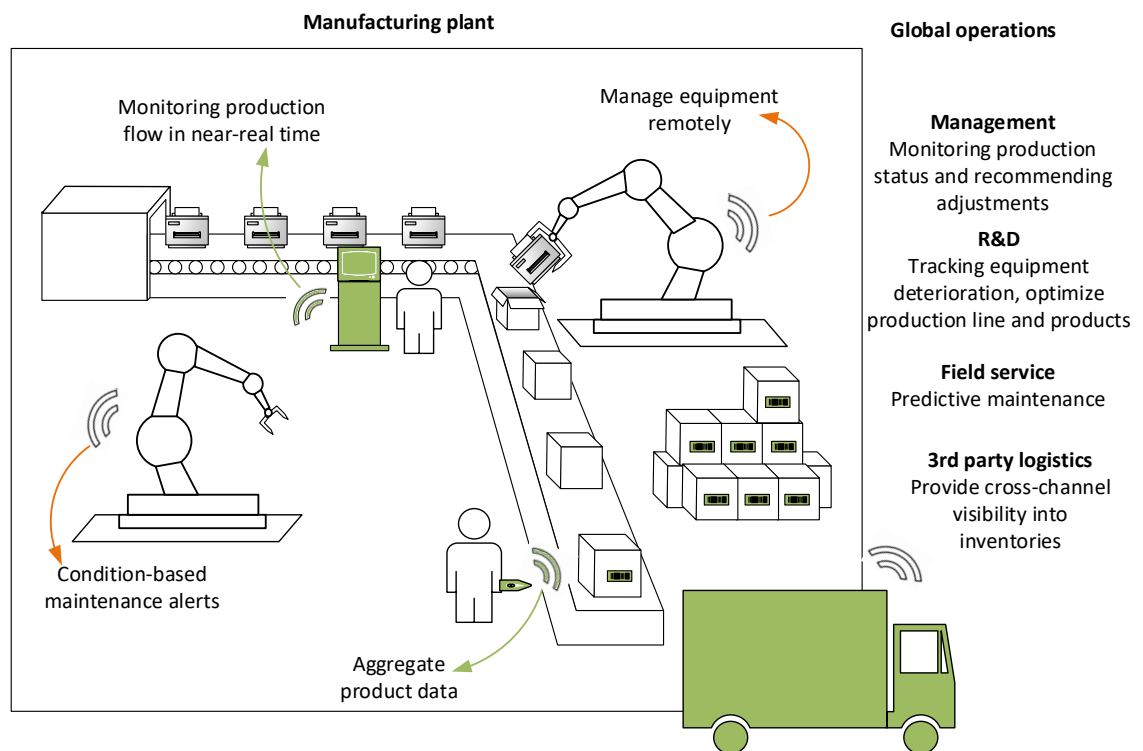 Manufacturing plant
Global operations
Monitoring production
flow in near-real time
Manage equipment
remotely
Management
Monitoring production
status and recommending
adjustments
R&D
Tracking equipment
deterioration, optimize
production line and products
Field service
Predictive maintenance
3rd party logistics
Provide cross-channel
visibility into
inventories
Condition-based
maintenance alerts
Aggregate
product data